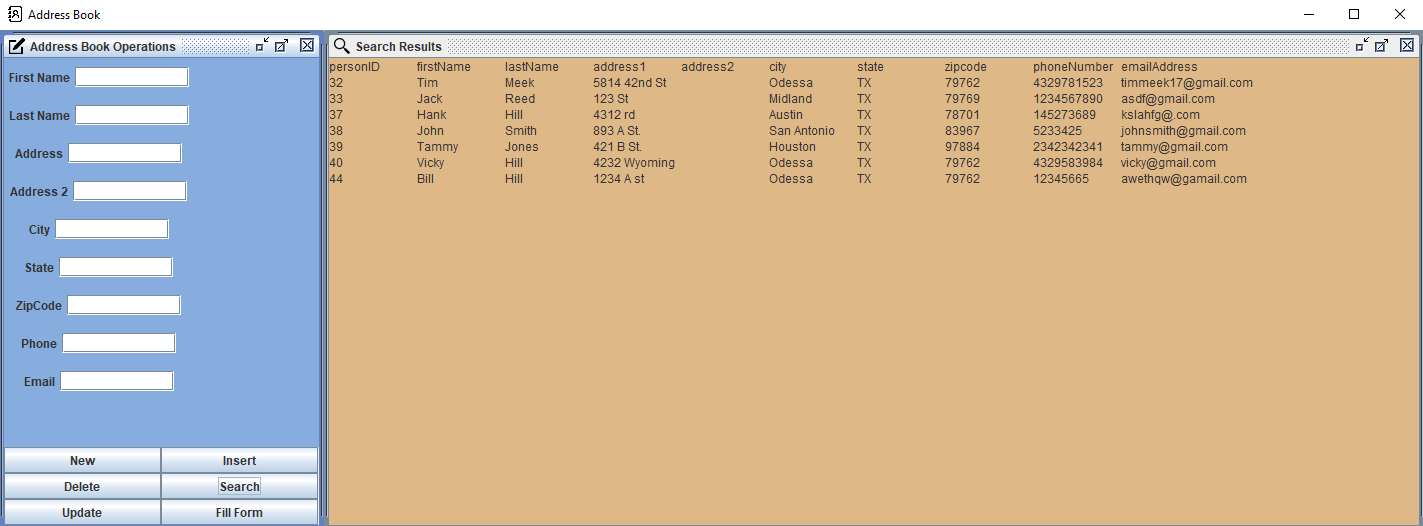 Address Book
Address Book Operations
First Name
Last Name
Address
Address 2
City
State
ZipCode
Phone
Email
New Insert
Delete Search
Update Fill Form
Search Results
personID firstName lastName address1 address2 city state zipcode phoneNumber emailAddress
32 Tim Meek 5814 42nd St Odessa TX 79762 4329781523 timmeek17@gmail.com
33 Jack Reed 123 St Midland TX 79769 1234567890 asdf@gmail.com
37 Hank Hill 4312 rd Austin TX 78701 145273689 kslahfg@.com
38 John Smith 893 A St. San Antonio TX 83967 5233425 johnsmith@gmail.com
39 Tammy Jones 421 B St. Houston TX 97884 2342342341 tammy@gmail.com
40 Vicky Hill 4232 Wyoming Odessa TX 79762 4329583984 vicky@gmail.com
44 Bill Hill 1234 A st Odessa TX 79762 12345665 awethqw@gamail.com